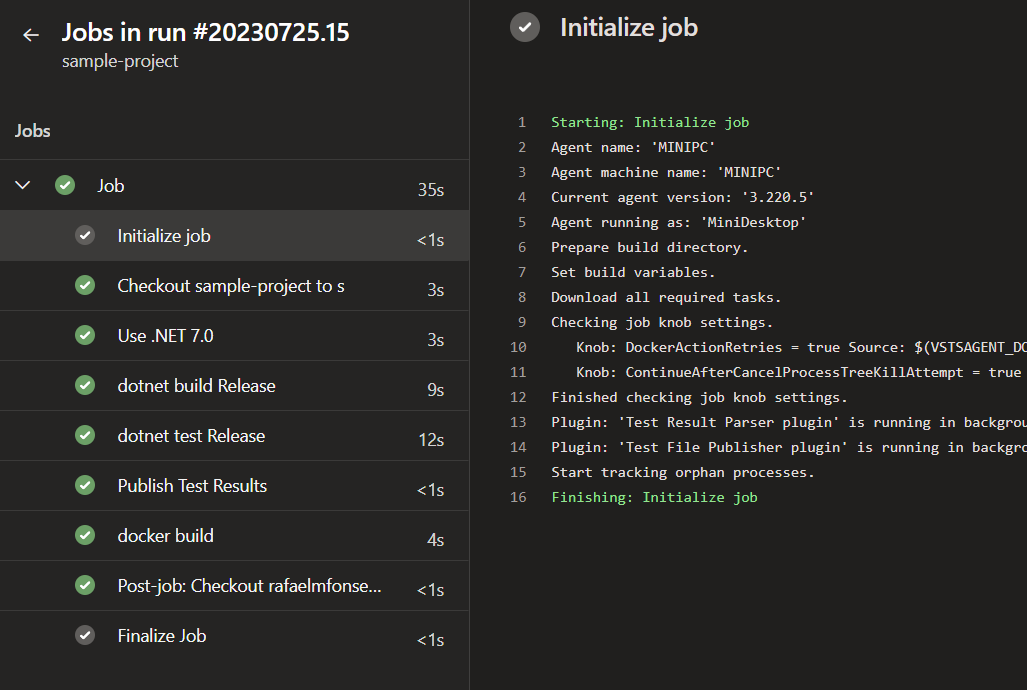 Jobs in run #20230725.15
sample-project
Jobs
Job 35s
Initialize job <1s
Checkout sample-project to s 3s
Use .NET 7.0 3s
dotnet build Release 9s
dotnet test Release 12s
Publish Test Results <1s
docker build 4s
Post-job: Checkout rafaelmfonse... <1s
Finalize Job <1s
Initialize job
1 Starting: Initialize job
2 Agent name: 'MINIPC'
3 Agent machine name: 'MINIPC'
4 Current agent version: '3.220.5'
5 Agent running as: 'MiniDesktop'
6 Prepare build directory.
7 Set build variables.
8 Download all required tasks.
9 Checking job knob settings.
10 Knob: DockerActionRetries = true Source: $(VSTSAGENT_DO
11 Knob: ContinueAfterCancelProcessTreeKillAttempt = true
12 Finished checking job knob settings.
13 Plugin: 'Test Result Parser plugin' is running in backgrou
14 Plugin: 'Test File Publisher plugin' is running in backgro
15 Start tracking orphan processes.
16 Finishing: Initialize job